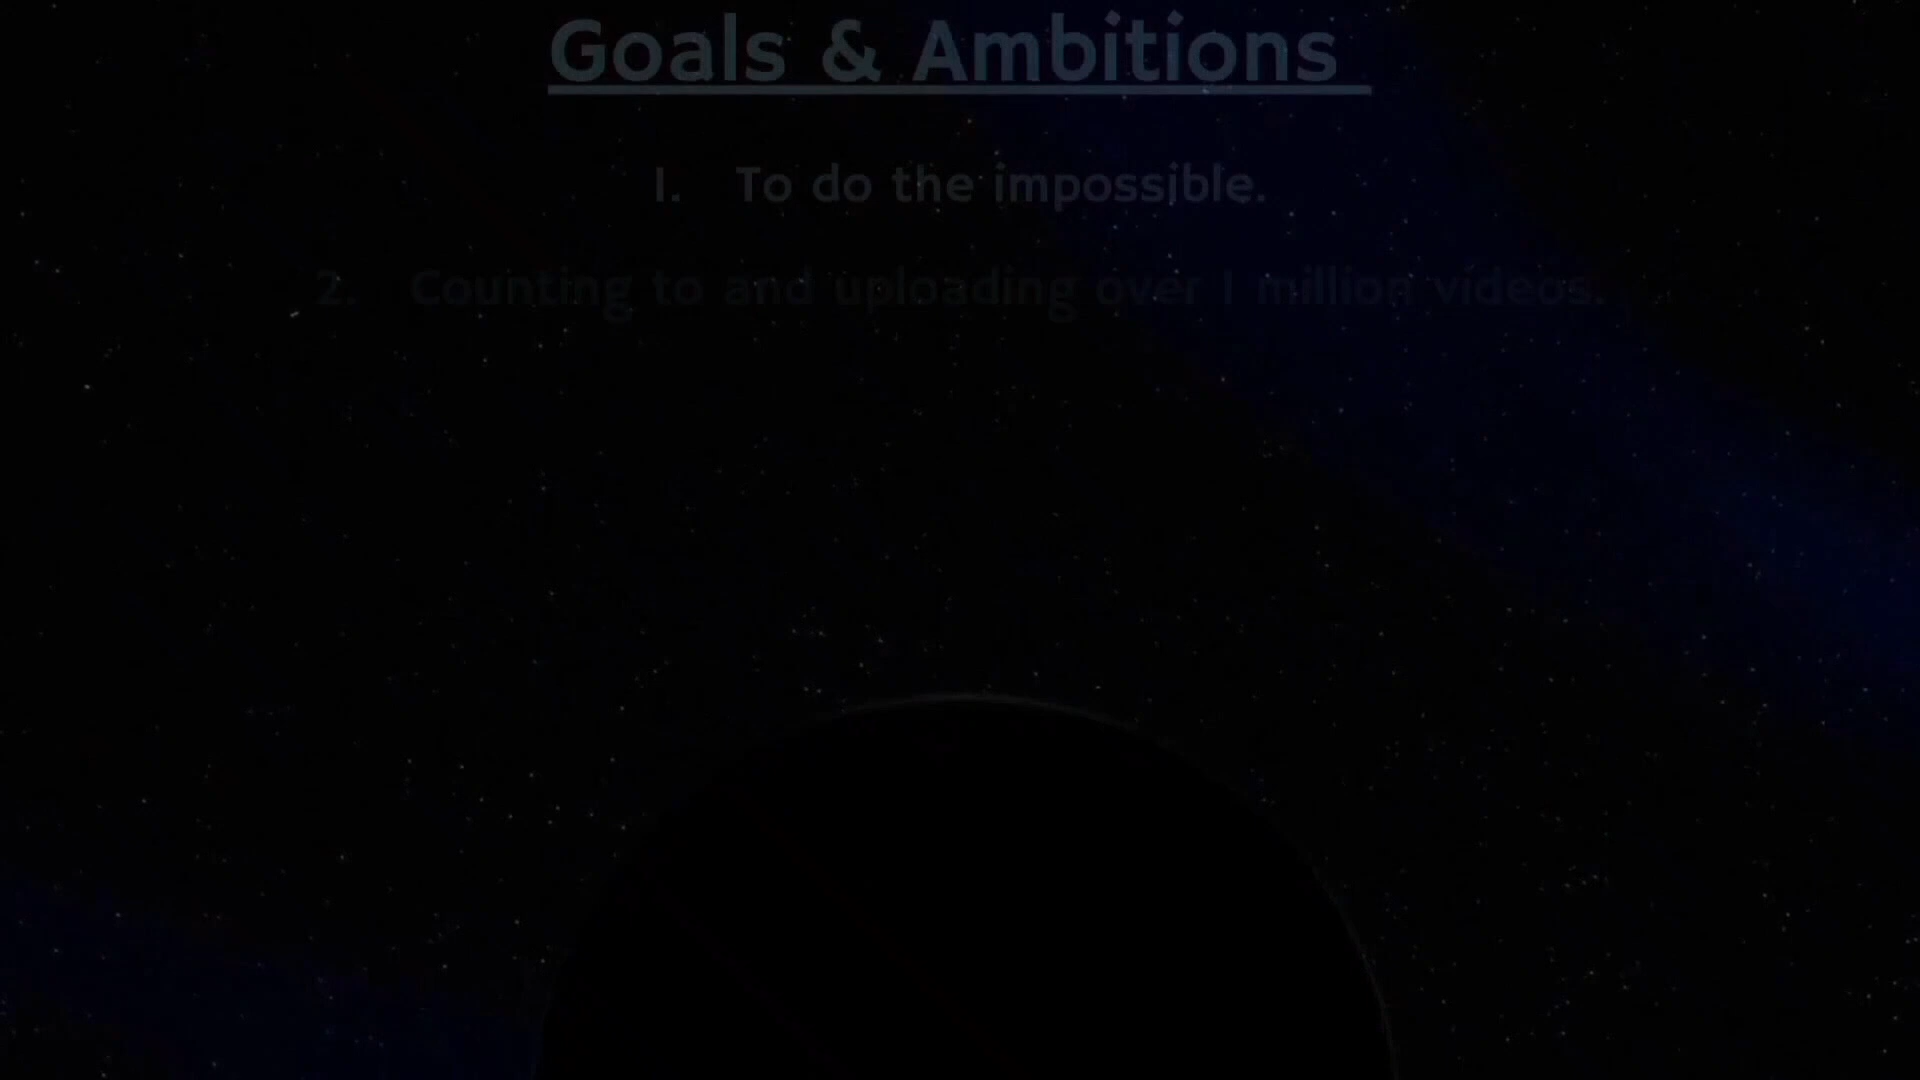 Goals & Ambitions
1. To do the impossible.
2. Counting to and uploading over 1 million videos.